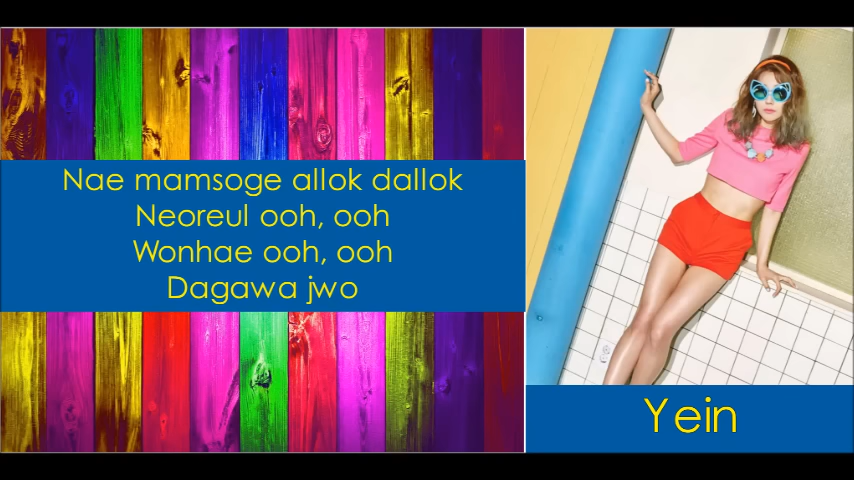 Nae mamsoge allok dallok
Neoreul ooh, ooh
Wonhae ooh, ooh
Dagawa jwo
Yein